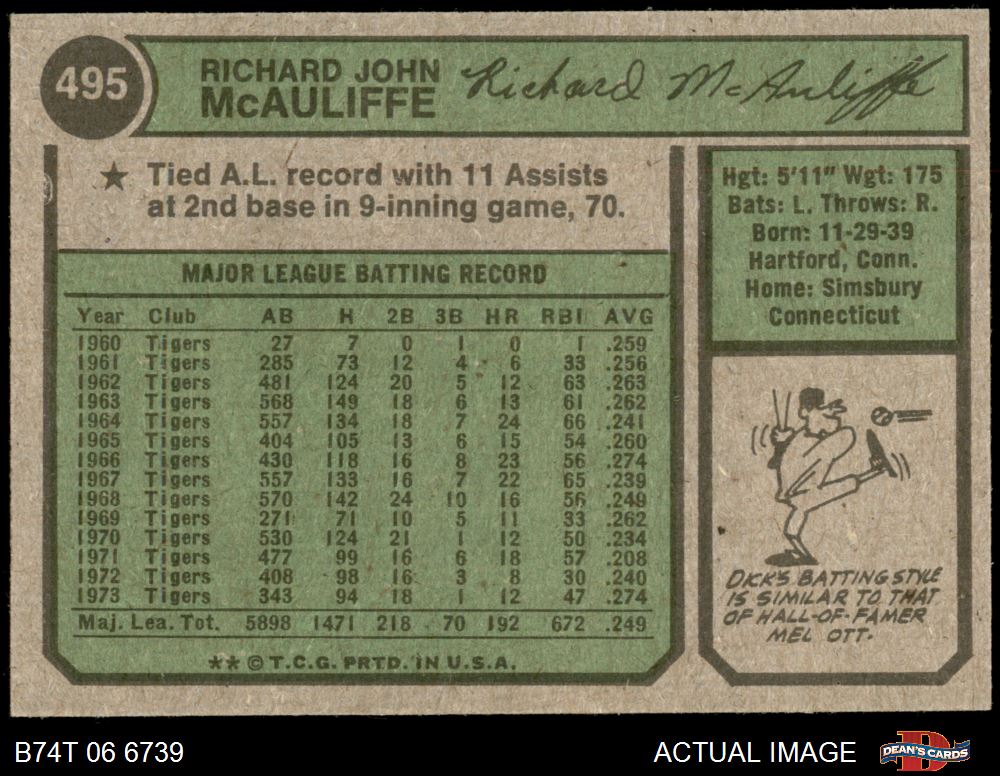 495
RICHARD JOHN
McAULIFFE
Richard McAuliffe
★ Tied A.L. record with 11 Assists
at 2nd base in 9-inning game, 70.
MAJOR LEAGUE BATTING RECORD
Year Club AB H 2B 3B HR RBI AVG
1960 Tigers 27 7 0 1 0 1 .259
1961 Tigers 285 73 12 4 6 33 .256
1962 Tigers 481 124 20 5 12 63 .263
1963 Tigers 568 149 18 6 13 61 .262
1964 Tigers 557 134 18 7 24 66 .241
1965 Tigers 404 105 13 6 15 54 .260
1966 Tigers 430 118 16 8 23 56 .274
1967 Tigers 557 133 16 7 22 65 .239
1968 Tigers 570 142 24 10 16 56 .249
1969 Tigers 271 71 10 5 11 33 .262
1970 Tigers 530 124 21 1 12 50 .234
1971 Tigers 477 99 16 6 18 57 .208
1972 Tigers 408 98 16 3 8 30 .240
1973 Tigers 343 94 18 1 12 47 .274
Maj. Lea. Tot. 5898 1471 218 70 192 672 .249
** © T.C.G. PRTD. IN U.S.A.
Hgt: 5'11" Wgt: 175
Bats: L. Throws: R.
Born: 11-29-39
Hartford, Conn.
Home: Simsbury
Connecticut
DICK'S BATTING STYLE
IS SIMILAR TO THAT
OF HALL-OF-FAMER
MEL OTT.
B74T 06 6739
ACTUAL IMAGE
D
DEAN'S CARDS